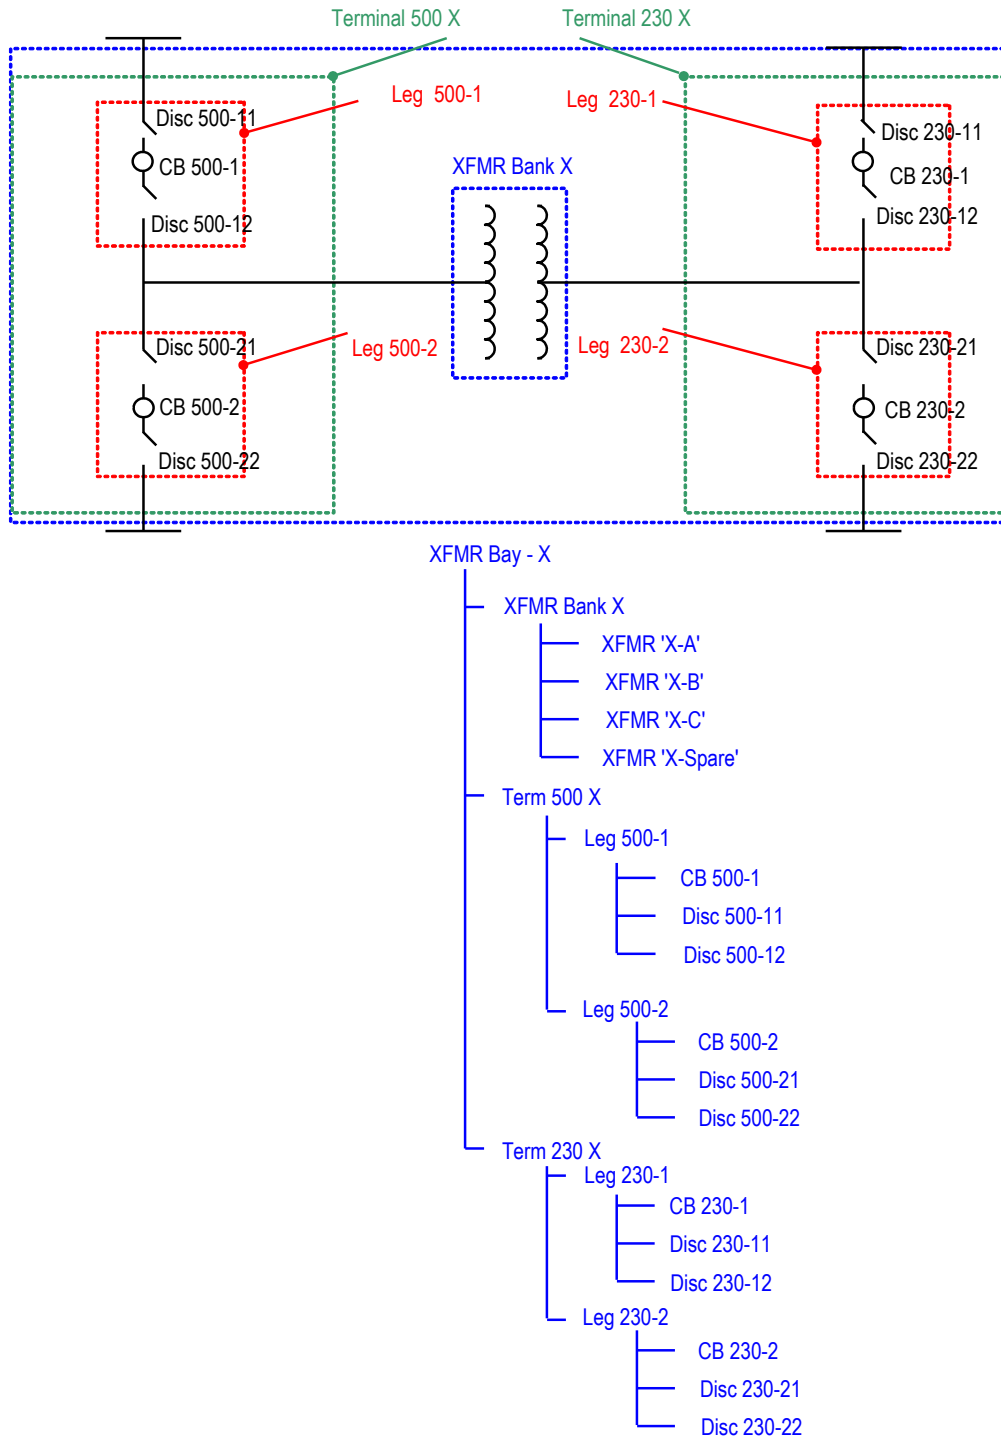 Terminal 500 X
Terminal 230 X
Leg  500-1
Leg  230-1
Disc 500-11
CB 500-1
Disc 500-12
XFMR Bank X
Disc 230-11
CB 230-1
Disc 230-12
Disc 500-21
Leg 500-2
CB 500-2
Disc 500-22
Leg  230-2
Disc 230-21
CB 230-2
Disc 230-22
XFMR Bay - X
XFMR Bank X
XFMR 'X-A'
XFMR 'X-B'
XFMR 'X-C'
XFMR 'X-Spare'
Term 500 X
Leg 500-1
CB 500-1
Disc 500-11
Disc 500-12
Leg 500-2
CB 500-2
Disc 500-21
Disc 500-22
Term 230 X
Leg 230-1
CB 230-1
Disc 230-11
Disc 230-12
Leg 230-2
CB 230-2
Disc 230-21
Disc 230-22